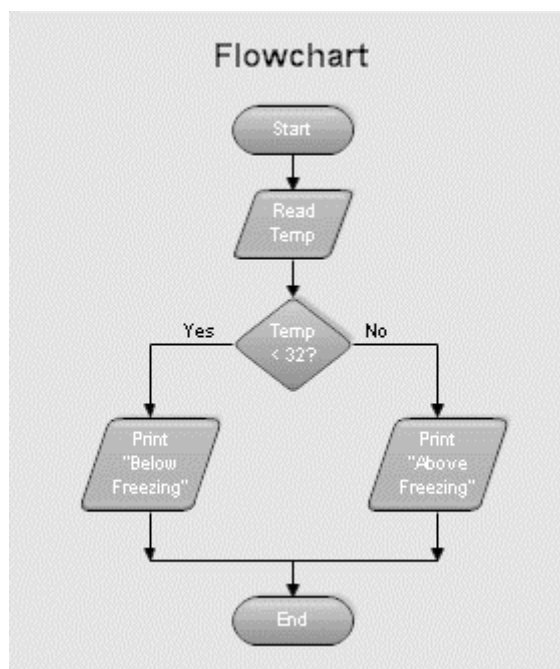 Flowchart
Start
Read
Temp
Temp
< 32?
Yes
No
Print
"Below
Freezing"
Print
"Above
Freezing"
End